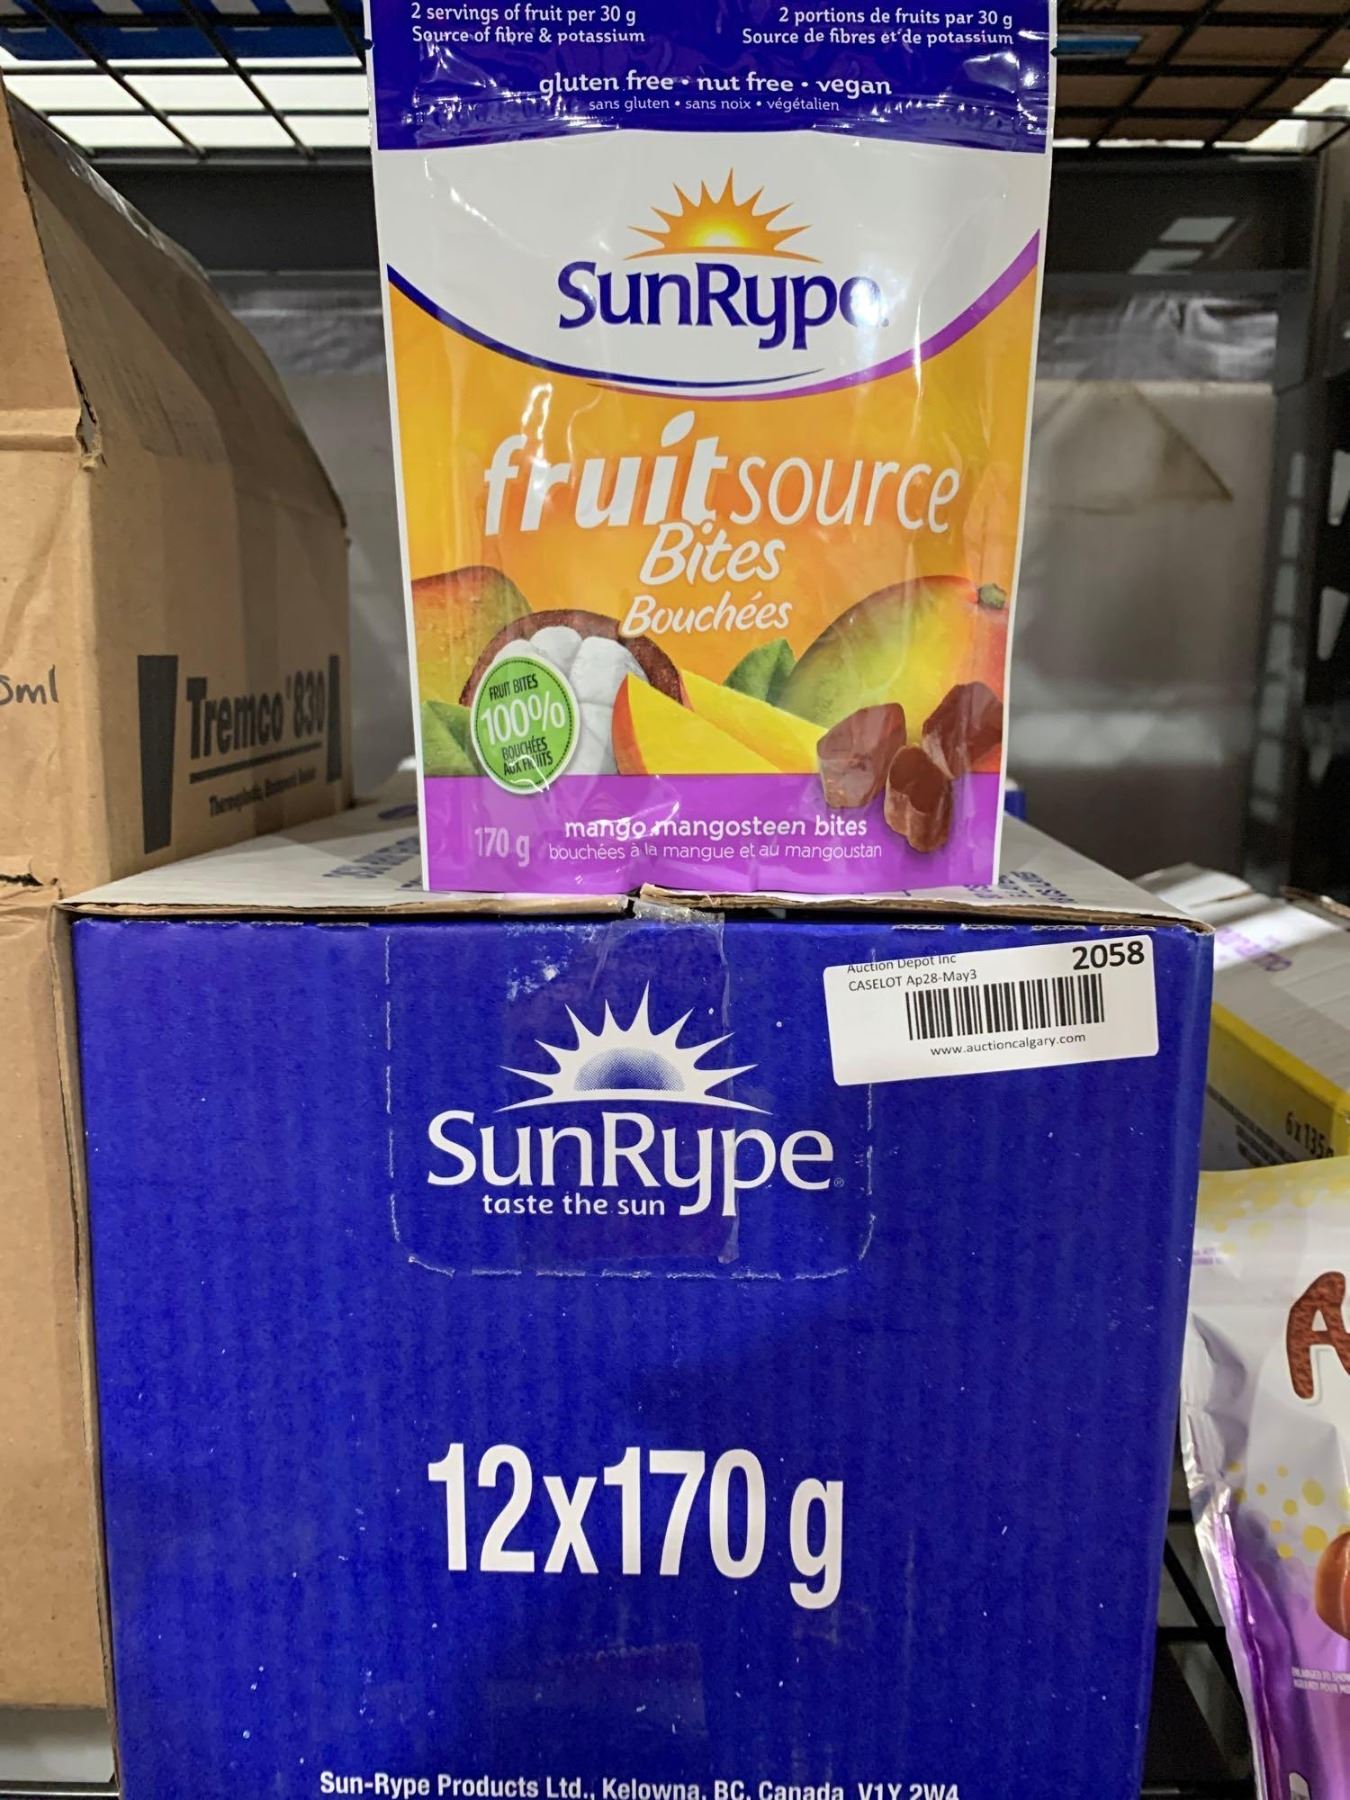 2 servings of fruit per 30 g
Source of fibre & potassium
2 portions de fruits par 30 g
Source de fibres et de potassium
gluten free • nut free • vegan
sans gluten • sans noix • végétalien
SunRype
fruitsource
Bites
Bouchées
FRUIT BITES
100%
BOUCHÉES
AUX FRUITS
170 g
mango mangosteen bites
bouchées à la mangue et au mangoustan
5ml
Tremco 830
Auction Depot Inc
2058
CASELOT Ap28-May3
www.auctioncalgary.com
SunRype®
taste the sun
12x170 g
Sun-Rype Products Ltd., Kelowna, BC, Canada V1Y 2W4
6x135g
A